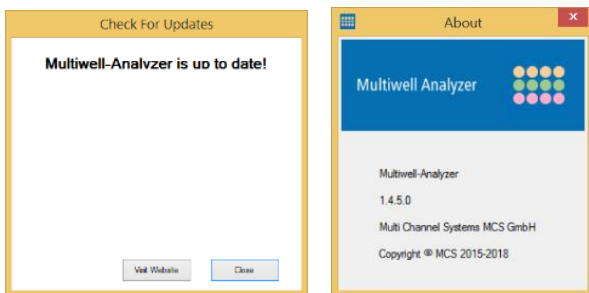 Check For Updates
Multiwell-Analyzer is up to date!
Visit Website
Close
About
×
Multiwell Analyzer
Multiwell-Analyzer
1.4.5.0
Multi Channel Systems MCS GmbH
Copyright © MCS 2015-2018